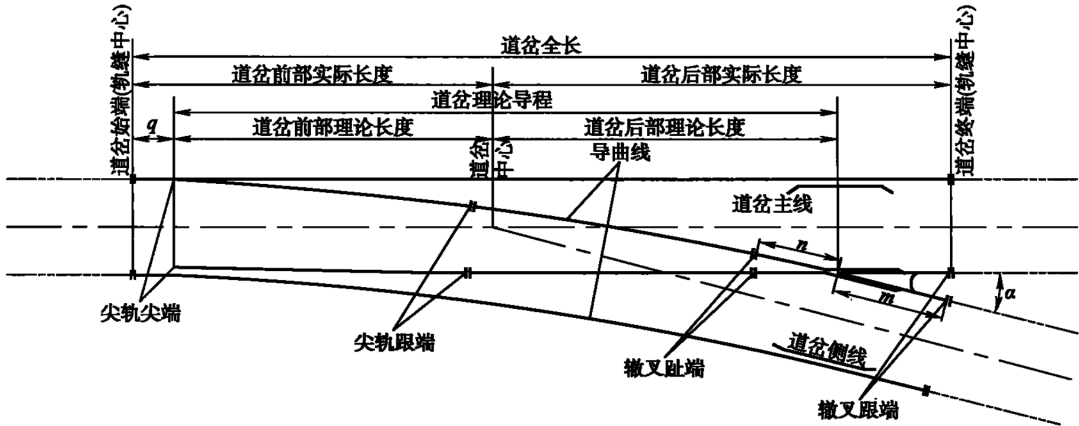 道岔全长
道岔前部实际长度
道岔后部实际长度
道岔理论导程
道岔前部理论长度
道岔后部理论长度
q
道岔始端(轨缝中心)
道岔中心
道岔终端(轨缝中心)
导曲线
道岔主线
n
m
α
尖轨尖端
尖轨跟端
辙叉趾端
道岔侧线
辙叉跟端